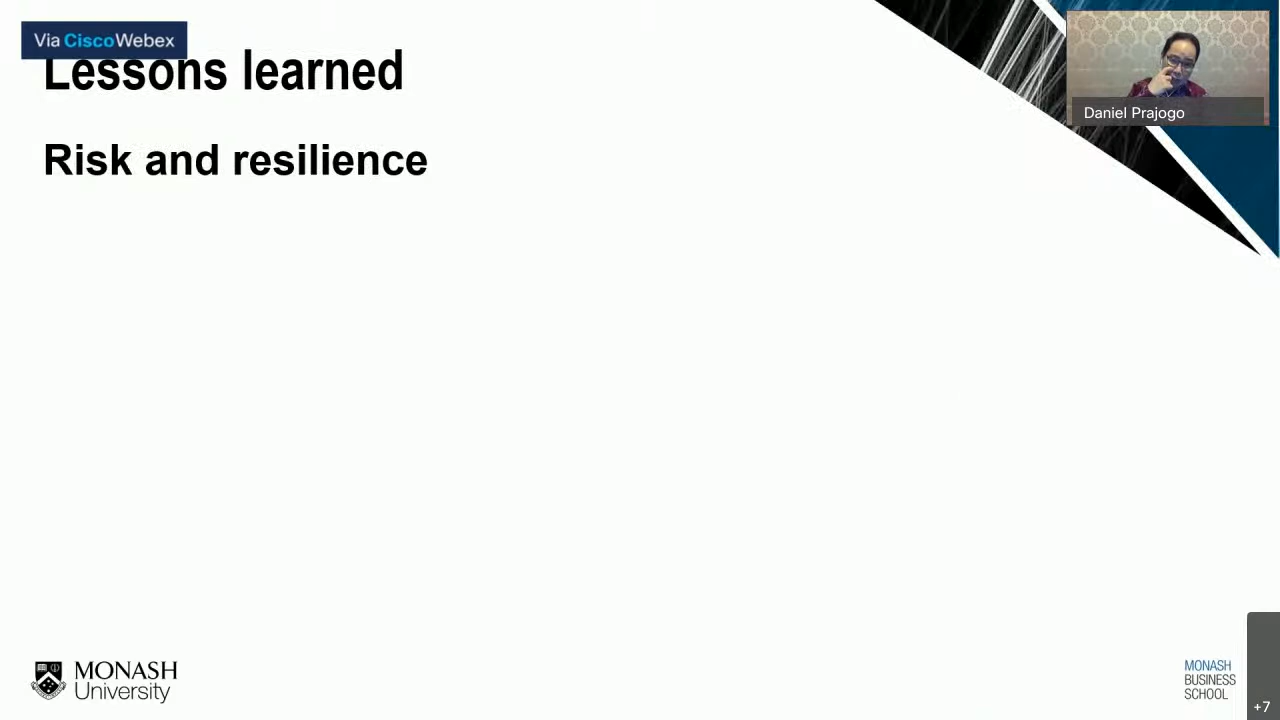 Via CiscoWebex
Lessons learned
Risk and resilience
Daniel Prajogo
MONASH
University
MONASH
BUSINESS
SCHOOL
+7